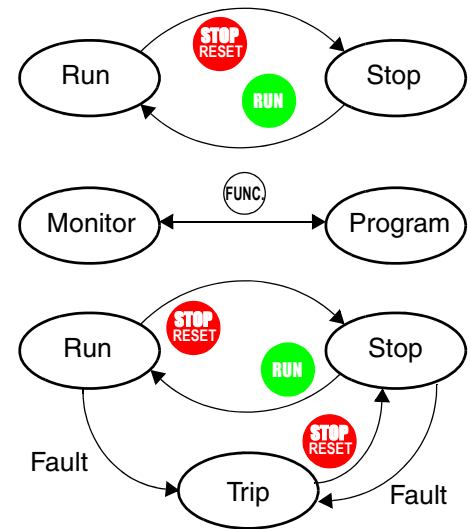 STOP
RESET
Run
Stop
RUN
FUNC.
Monitor
Program
STOP
RESET
Run
Stop
RUN
STOP
RESET
Fault
Trip
Fault